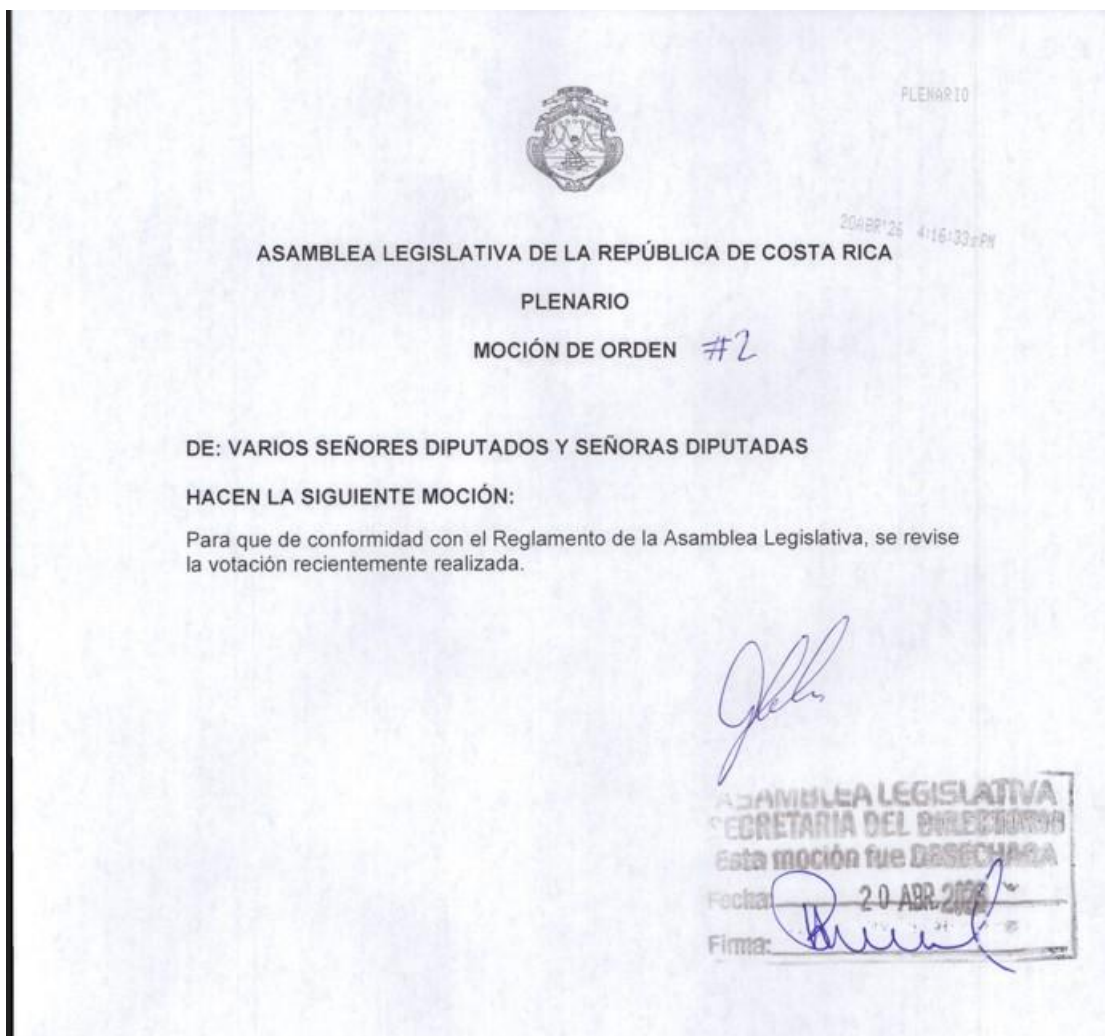 PLENARIO
20ABR'26 4:16:33PM
ASAMBLEA LEGISLATIVA DE LA REPÚBLICA DE COSTA RICA
PLENARIO
MOCIÓN DE ORDEN #2
DE: VARIOS SEÑORES DIPUTADOS Y SEÑORAS DIPUTADAS
HACEN LA SIGUIENTE MOCIÓN:
Para que de conformidad con el Reglamento de la Asamblea Legislativa, se revise
la votación recientemente realizada.
ASAMBLEA LEGISLATIVA
SECRETARIA DEL DIRECTORIO
Esta moción fue DESECHADA
Fecha: 20 ABR 2026
Firma: